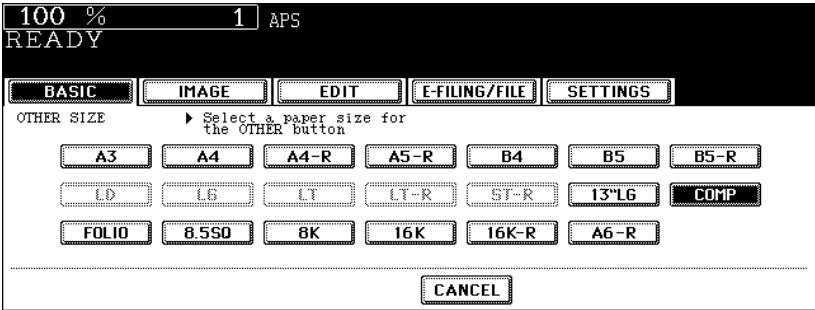 100 % 1 APS
READY
BASIC IMAGE EDIT E-FILING/FILE SETTINGS
OTHER SIZE Select a paper size for
the OTHER button
A3 A4 A4-R A5-R B4 B5 B5-R
LD LG LT LT-R ST-R 13"LG COMP
FOLIO 8.5SQ 8K 16K 16K-R A6-R
CANCEL